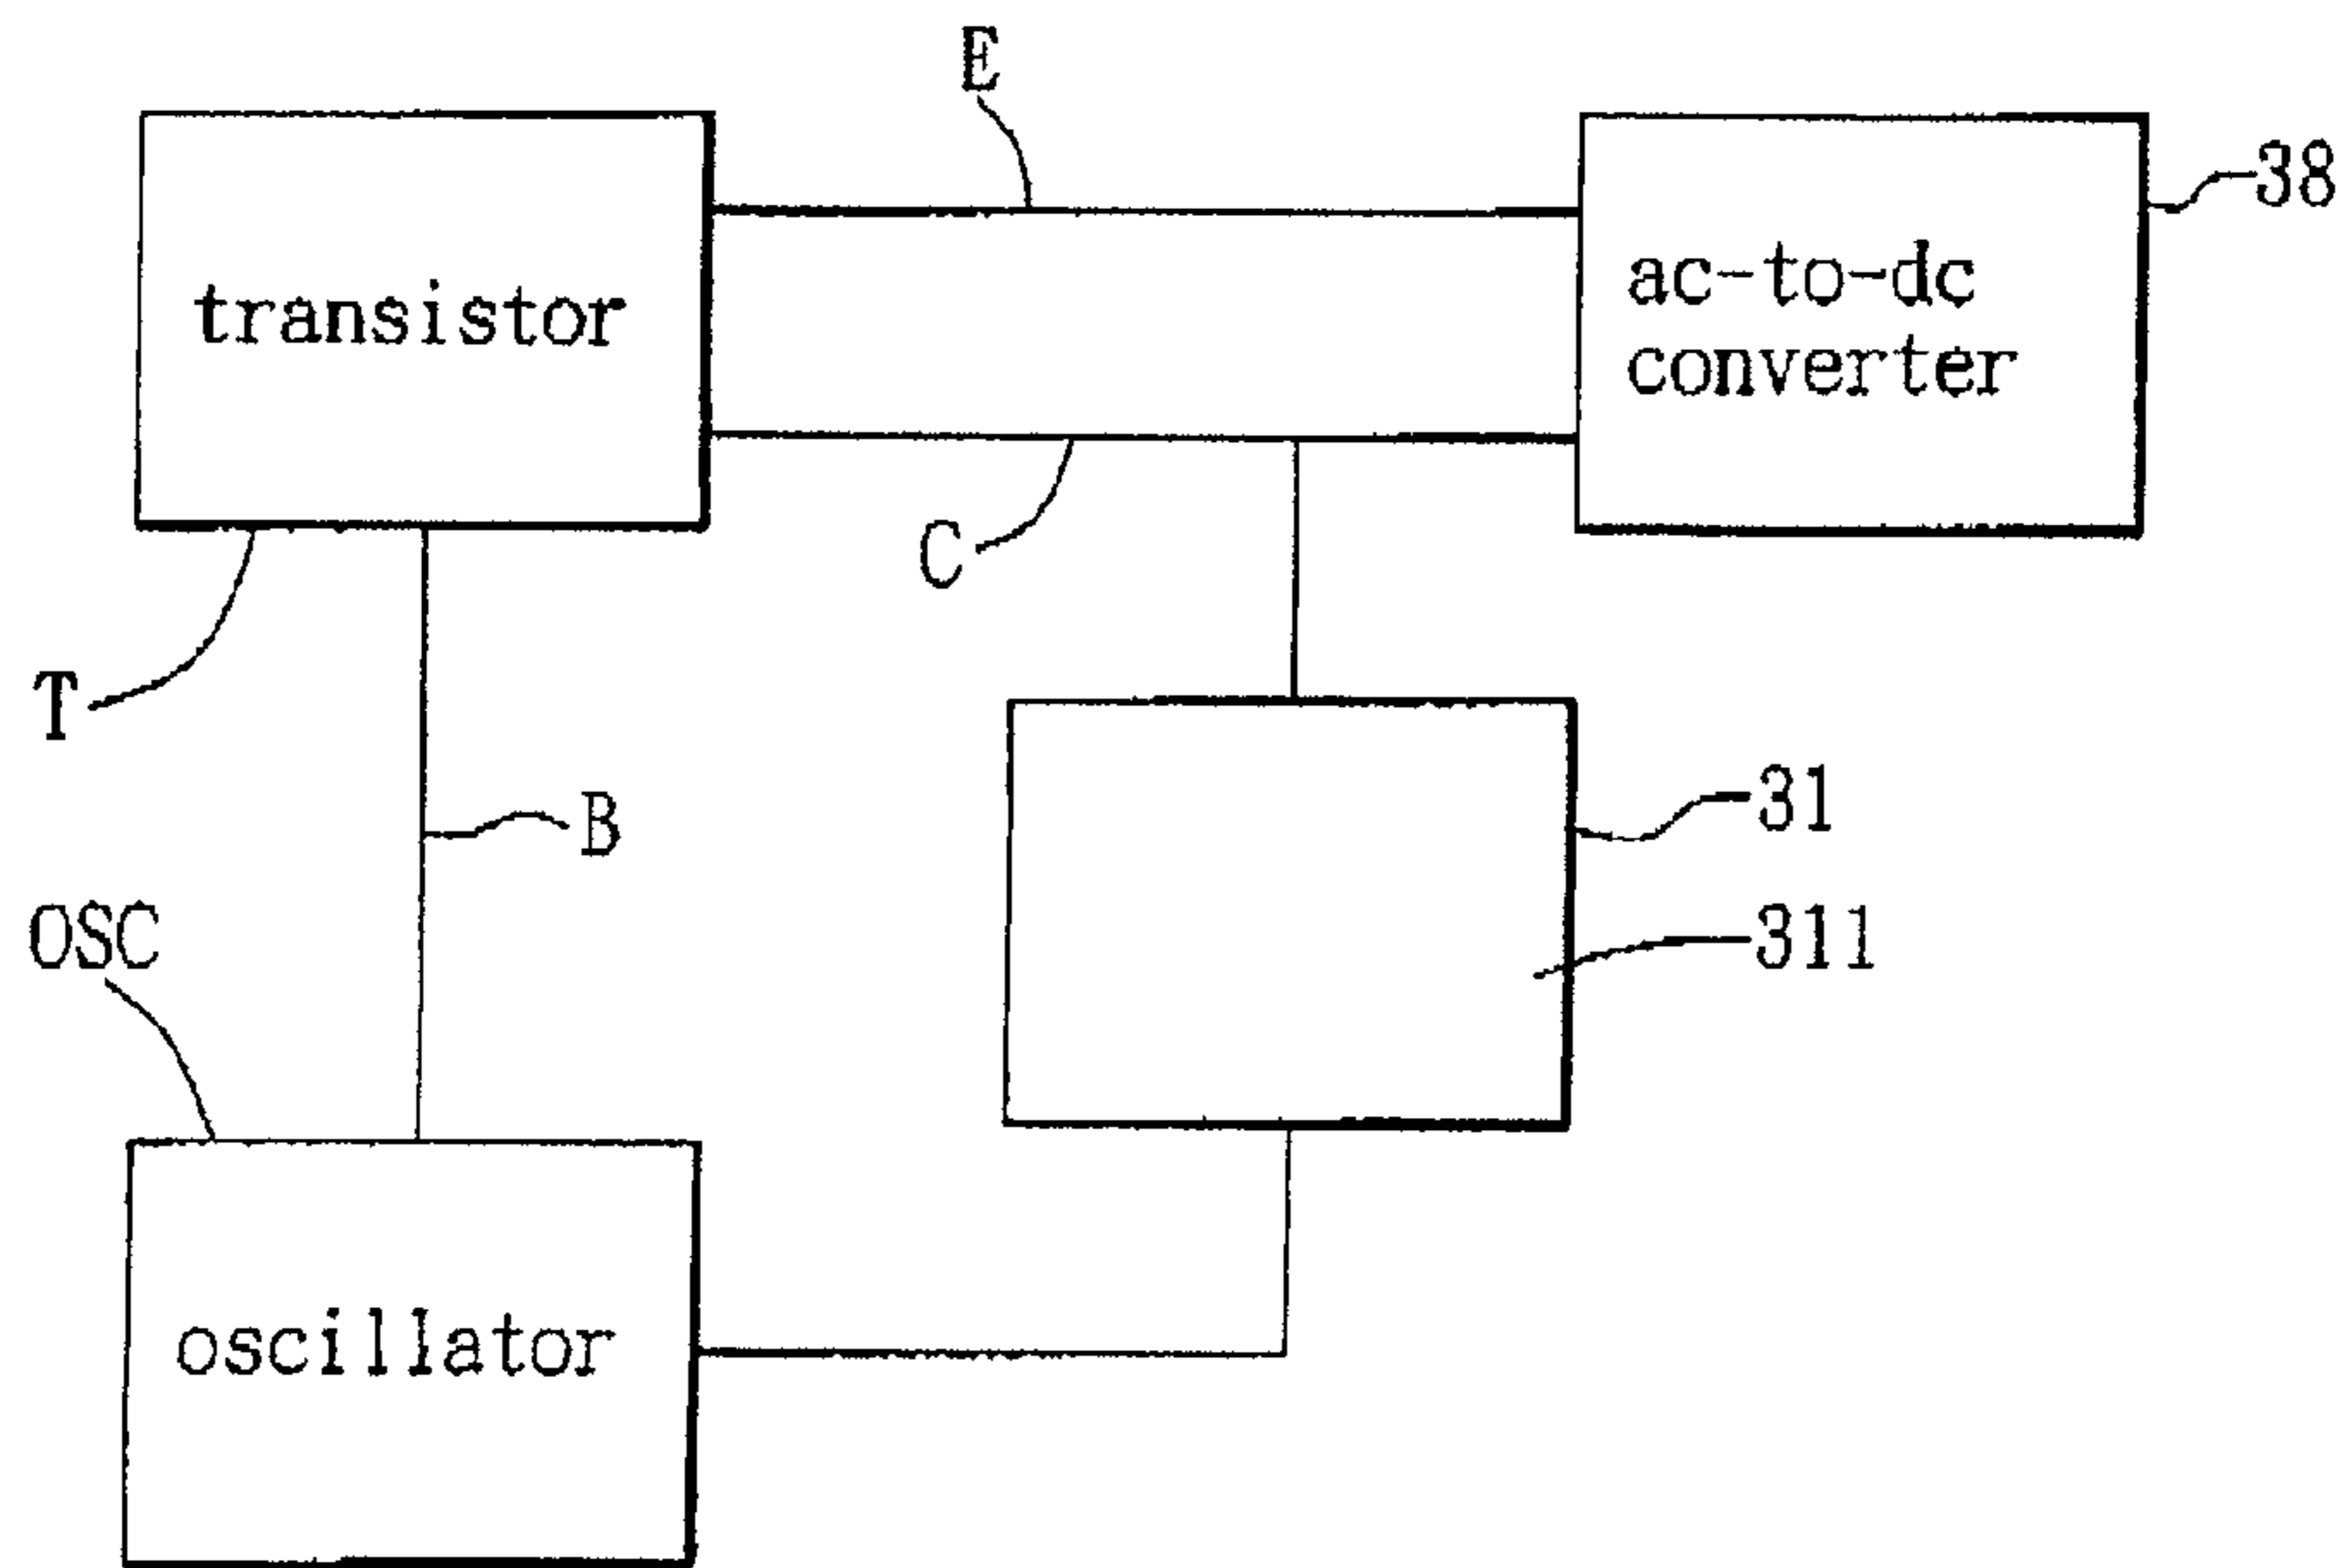 E
38
transistor
ac-to-dc
converter
C
T
31
B
311
OSC
oscillator